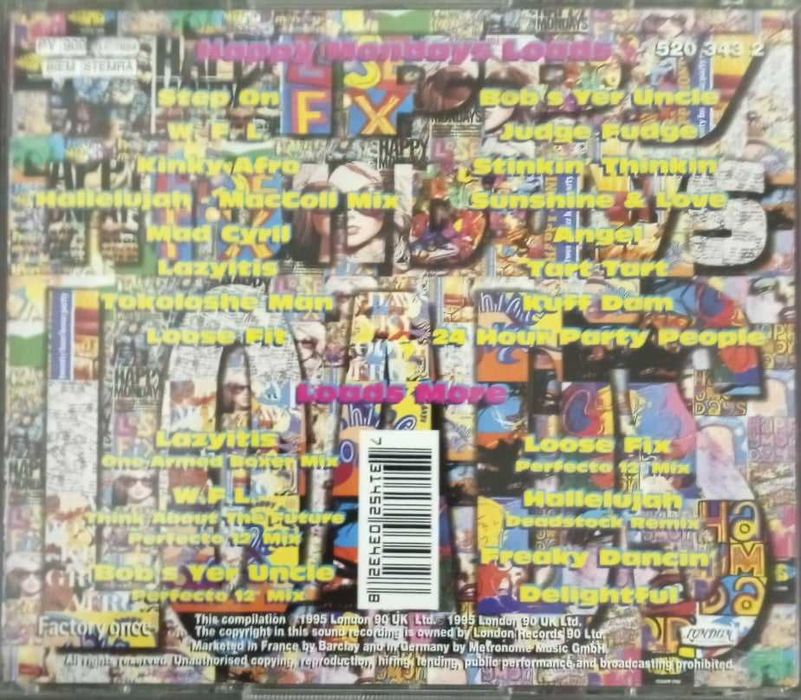 Happy Mondays Loads
520 343 2
BIEM STEMRA
Step On
W.F.L.
Kinky Afro
Hallelujah - MacColl Mix
Mad Cyril
Lazyitis
Tokoloshe Man
Loose Fit
Bob's Yer Uncle
Judge Fudge
Stinkin' Thinkin'
Sunshine & Love
Angel
Tart Tart
Kuff Dam
24 Hour Party People
Loads More
Lazyitis
One Armed Boxer Mix
W.F.L.
Think About The Future
Perfecto 12" Mix
Bob's Yer Uncle
Perfecto 12" Mix
Loose Fix
Perfecto 12" Mix
Hallelujah
Deadstock Remix
Freaky Dancin'
Delightful
Factory once
This compilation 1995 London 90 UK Ltd. 1995 London 90 UK Ltd.
The copyright in this sound recording is owned by London Records 90 Ltd.
Marketed in France by Barclay and in Germany by Metronome Music GmbH.
All rights reserved. Unauthorised copying, reproduction, hiring, lending, public performance and broadcasting prohibited.
LONDON